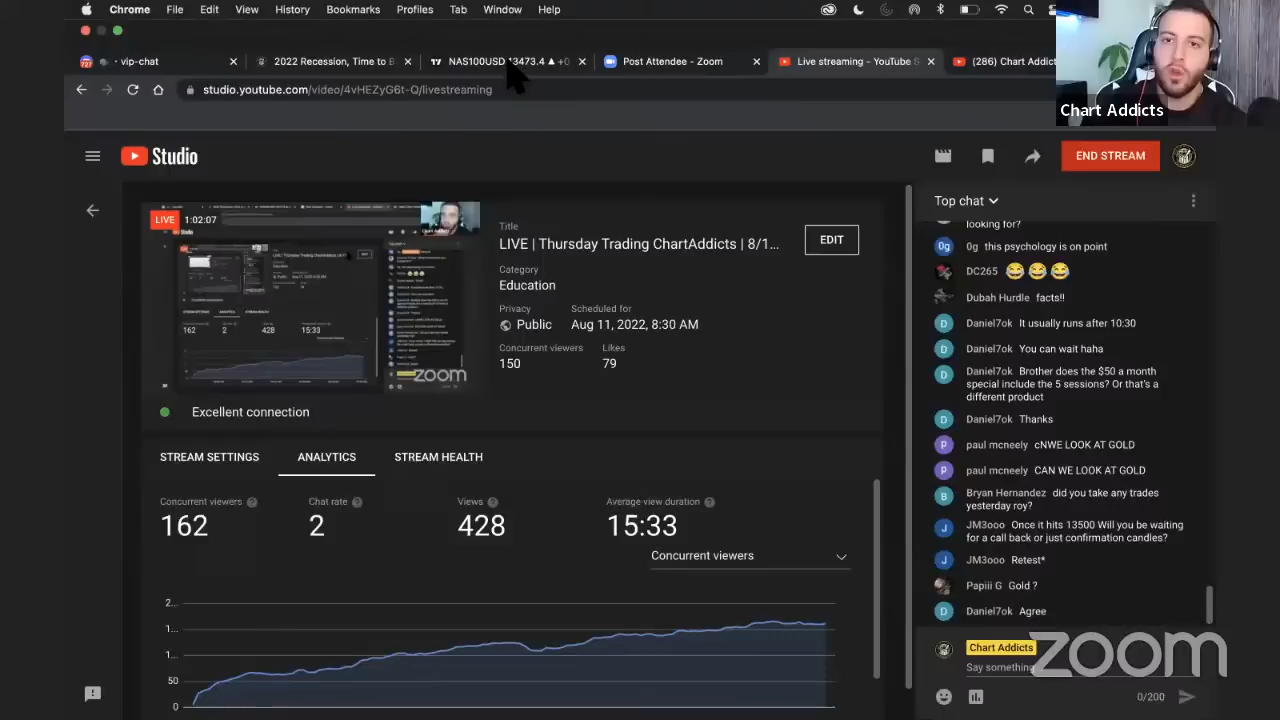 Chrome File Edit View History Bookmarks Profiles Tab Window Help
vip-chat
2022 Recession, Time to B
NAS100USD 13473.4 ▲ +0
Post Attendee - Zoom
Live streaming - YouTube S
(286) Chart Addict
studio.youtube.com/video/4vHEZyG6t-Q/livestreaming
Chart Addicts
Studio
END STREAM
LIVE 1:02:07
zoom
Title
LIVE | Thursday Trading ChartAddicts | 8/1...
EDIT
Category
Education
Privacy
Public
Scheduled for
Aug 11, 2022, 8:30 AM
Concurrent viewers
150
Likes
79
Excellent connection
STREAM SETTINGS
ANALYTICS
STREAM HEALTH
Concurrent viewers
162
Chat rate
2
Views
428
Average view duration
15:33
Concurrent viewers
2...
1...
1...
50
0
Top chat
looking for?
0g this psychology is on point
DC265 😂😂😂
Dubah Hurdle facts!!
Daniel7ok It usually runs after 10:30
Daniel7ok You can wait haha
Daniel7ok Brother does the $50 a month
special include the 5 sessions? Or that's a
different product
Daniel7ok Thanks
paul mcneely cNWE LOOK AT GOLD
paul mcneely CAN WE LOOK AT GOLD
Bryan Hernandez did you take any trades
yesterday roy?
JM3ooo Once it hits 13500 Will you be waiting
for a call back or just confirmation candles?
JM3ooo Retest*
Papiii G Gold ?
Daniel7ok Agree
Chart Addicts
Say something
0/200
zoom